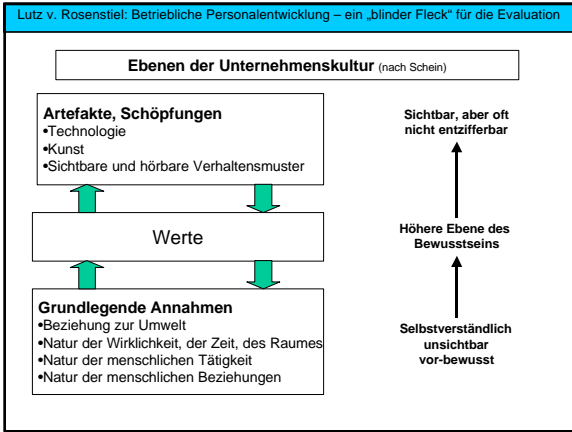 Lutz v. Rosenstiel: Betriebliche Personalentwicklung – ein „blinder Fleck“ für die Evaluation
Ebenen der Unternehmenskultur (nach Schein)
Artefakte, Schöpfungen
•Technologie
•Kunst
•Sichtbare und hörbare Verhaltensmuster
Sichtbar, aber oft
nicht entzifferbar
Werte
Höhere Ebene des
Bewusstseins
Grundlegende Annahmen
•Beziehung zur Umwelt
•Natur der Wirklichkeit, der Zeit, des Raumes
•Natur der menschlichen Tätigkeit
•Natur der menschlichen Beziehungen
Selbstverständlich
unsichtbar
vor-bewusst